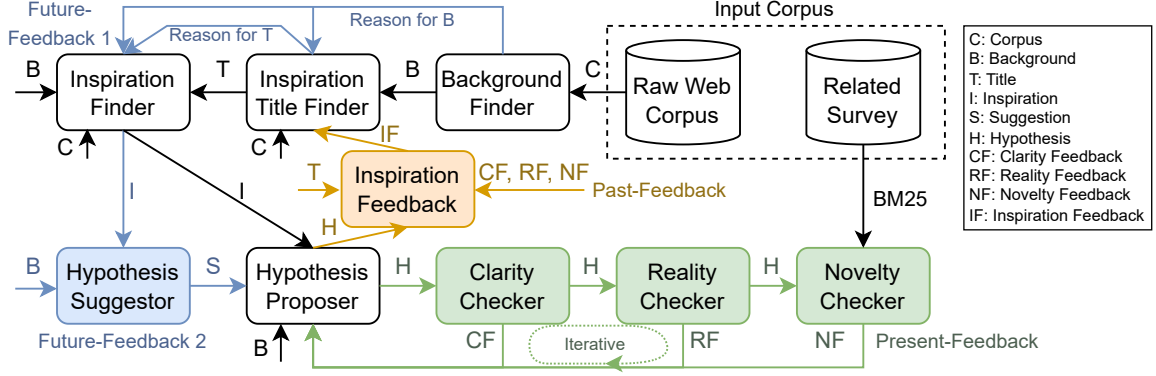 Future-
Feedback 1
Reason for B
Reason for T
Input Corpus
B
Inspiration
Finder
T
Inspiration
Title Finder
B
Background
Finder
C
Raw Web
Corpus
Related
Survey
C
C
IF
T
Inspiration
Feedback
CF, RF, NF
Past-Feedback
I
I
H
BM25
B
Hypothesis
Suggestor
S
Hypothesis
Proposer
H
Clarity
Checker
H
Reality
Checker
H
Novelty
Checker
Future-Feedback 2
B
CF
Iterative
RF
NF
Present-Feedback
C: Corpus
B: Background
T: Title
I: Inspiration
S: Suggestion
H: Hypothesis
CF: Clarity Feedback
RF: Reality Feedback
NF: Novelty Feedback
IF: Inspiration Feedback